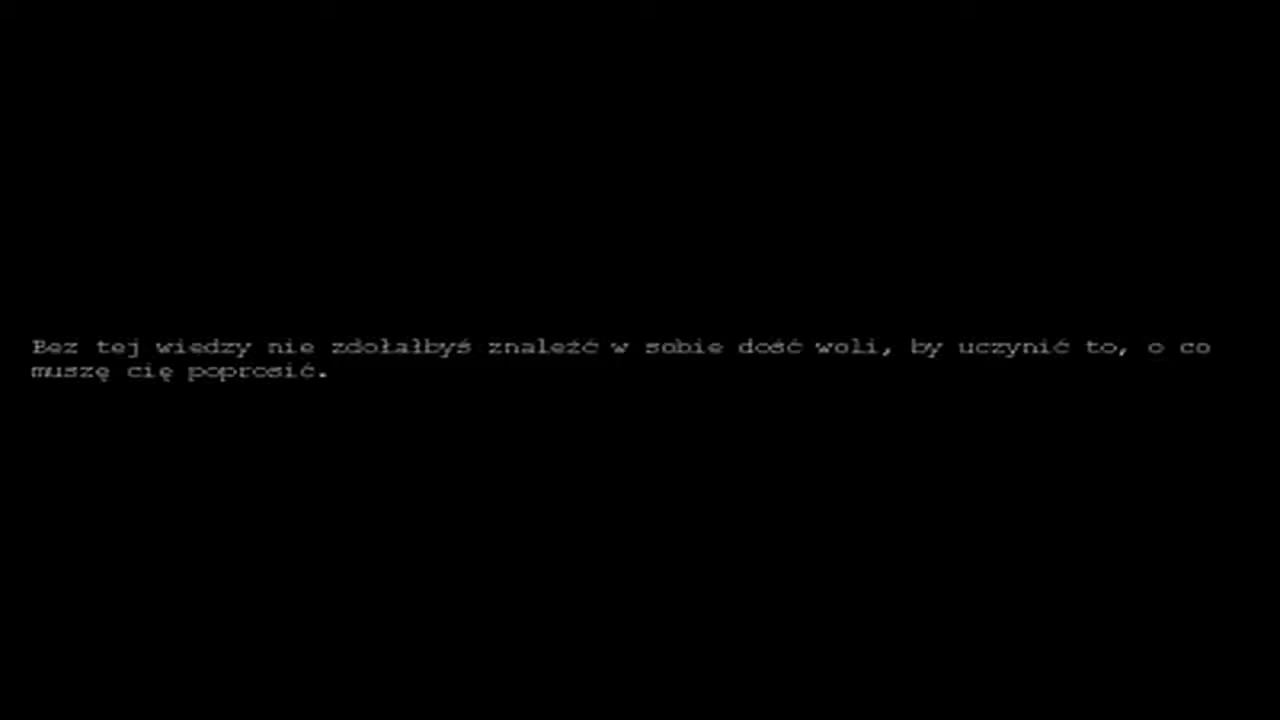 Bez tej wiedzy nie zdołałbyś znaleźć w sobie dość woli, by uczynić to, o co
muszę cię poprosić.